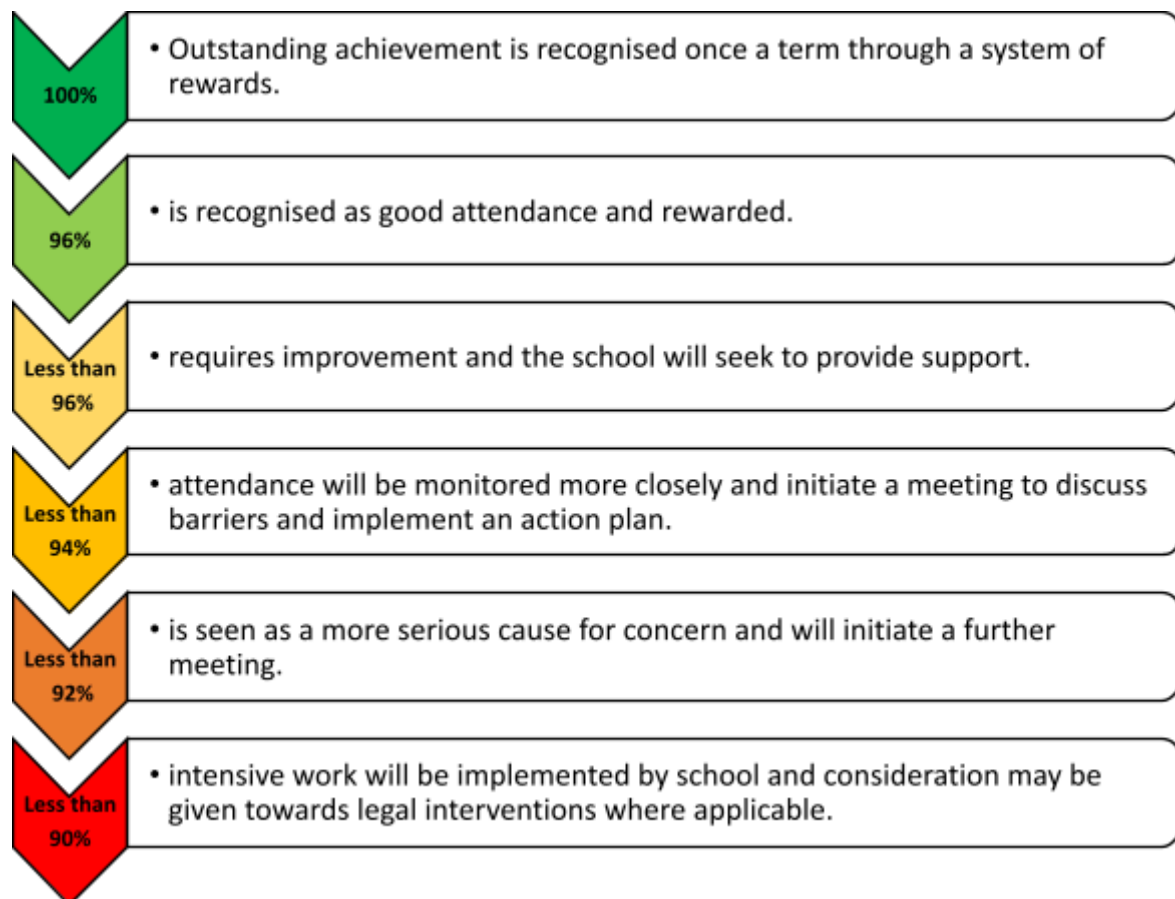 100%
• Outstanding achievement is recognised once a term through a system of
rewards.
96%
• is recognised as good attendance and rewarded.
Less than
96%
• requires improvement and the school will seek to provide support.
Less than
94%
• attendance will be monitored more closely and initiate a meeting to discuss
barriers and implement an action plan.
Less than
92%
• is seen as a more serious cause for concern and will initiate a further
meeting.
Less than
90%
• intensive work will be implemented by school and consideration may be
given towards legal interventions where applicable.